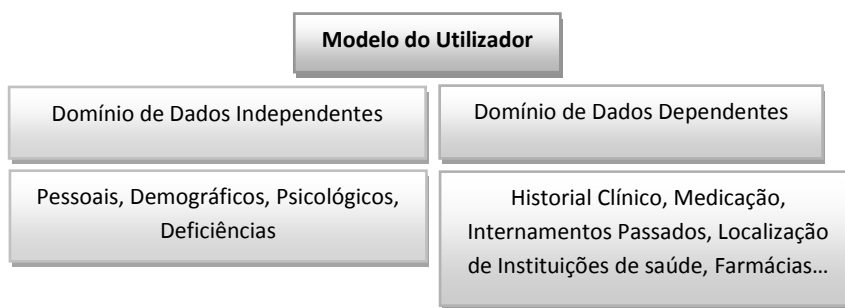 Modelo do Utilizador
Domínio de Dados Independentes
Domínio de Dados Dependentes
Pessoais, Demográficos, Psicológicos,
Deficiências
Historial Clínico, Medicação,
Internamentos Passados, Localização
de Instituições de saúde, Farmácias…